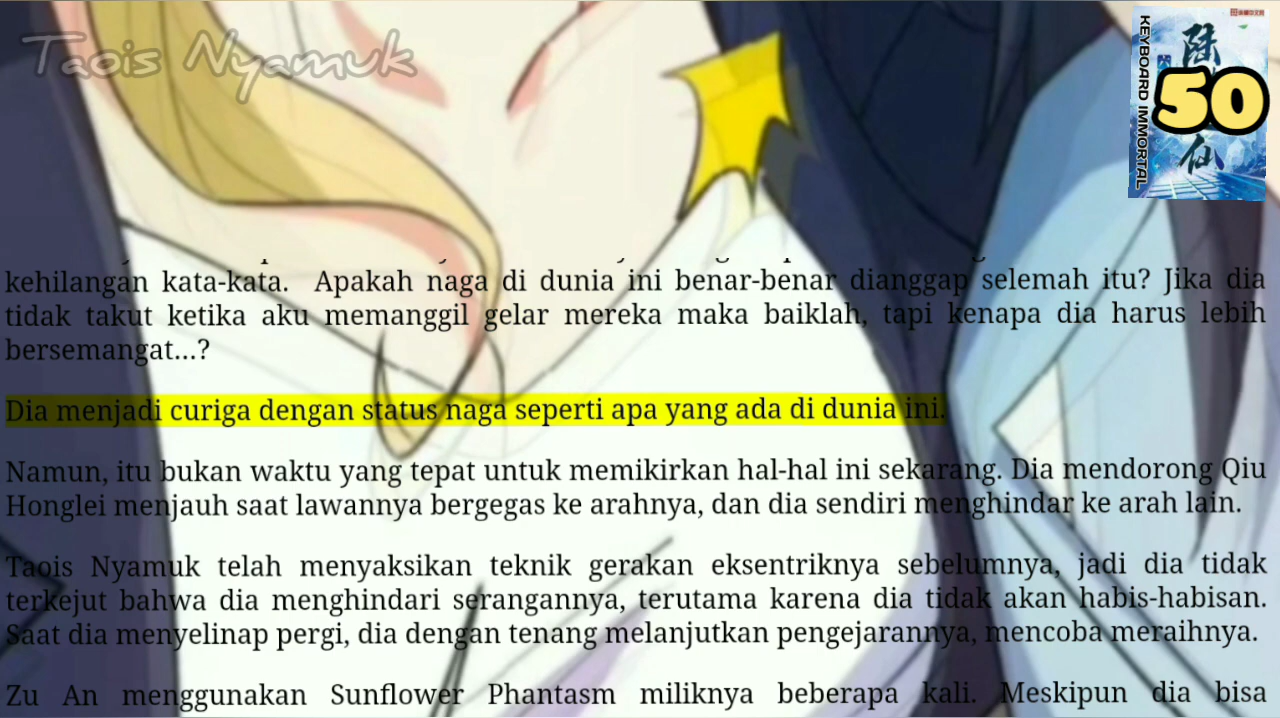 Taois Nyamuk
KEYBOARD IMMORTAL
陆
仙
50
kehilangan kata-kata. Apakah naga di dunia ini benar-benar dianggap selemah itu? Jika dia
tidak takut ketika aku memanggil gelar mereka maka baiklah, tapi kenapa dia harus lebih
bersemangat...?
Dia menjadi curiga dengan status naga seperti apa yang ada di dunia ini.
Namun, itu bukan waktu yang tepat untuk memikirkan hal-hal ini sekarang. Dia mendorong Qiu
Honglei menjauh saat lawannya bergegas ke arahnya, dan dia sendiri menghindar ke arah lain.
Taois Nyamuk telah menyaksikan teknik gerakan eksentriknya sebelumnya, jadi dia tidak
terkejut bahwa dia menghindari serangannya, terutama karena dia tidak akan habis-habisan.
Saat dia menyelinap pergi, dia dengan tenang melanjutkan pengejarannya, mencoba meraihnya.
Zu An menggunakan Sunflower Phantasm miliknya beberapa kali. Meskipun dia bisa